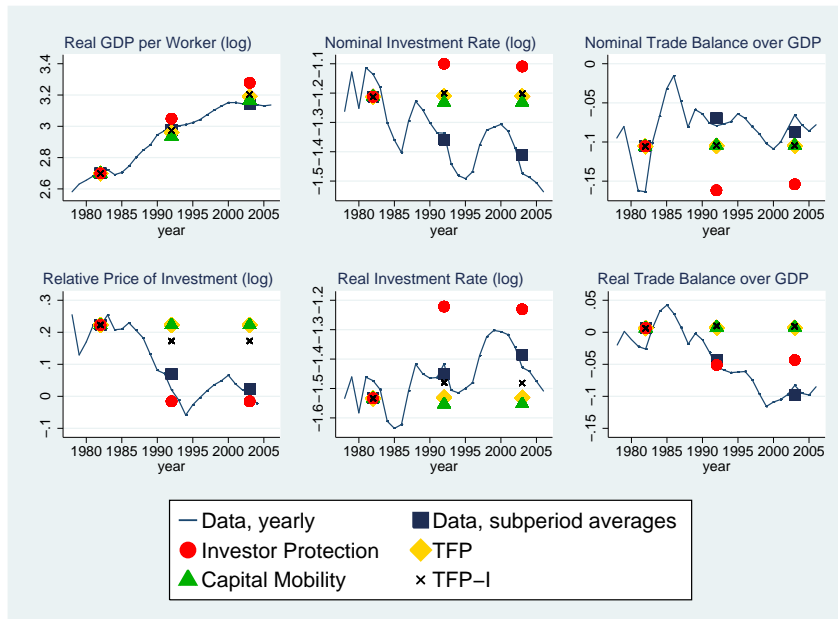 Real GDP per Worker (log)
3.4
3.2
3
2.8
2.6
1980 1985 1990 1995 2000 2005
year
Nominal Investment Rate (log)
−1.5−1.4−1.3−1.2−1.1
1980 1985 1990 1995 2000 2005
year
Nominal Trade Balance over GDP
0
−.05
−.1
−.15
1980 1985 1990 1995 2000 2005
year
Relative Price of Investment (log)
.3
.2
.1
0
−.1
1980 1985 1990 1995 2000 2005
year
Real Investment Rate (log)
−1.6−1.5−1.4−1.3−1.2
1980 1985 1990 1995 2000 2005
year
Real Trade Balance over GDP
.05
0
−.05
−.1
−.15
1980 1985 1990 1995 2000 2005
year
Data, yearly
Data, subperiod averages
Investor Protection
TFP
Capital Mobility
TFP−I